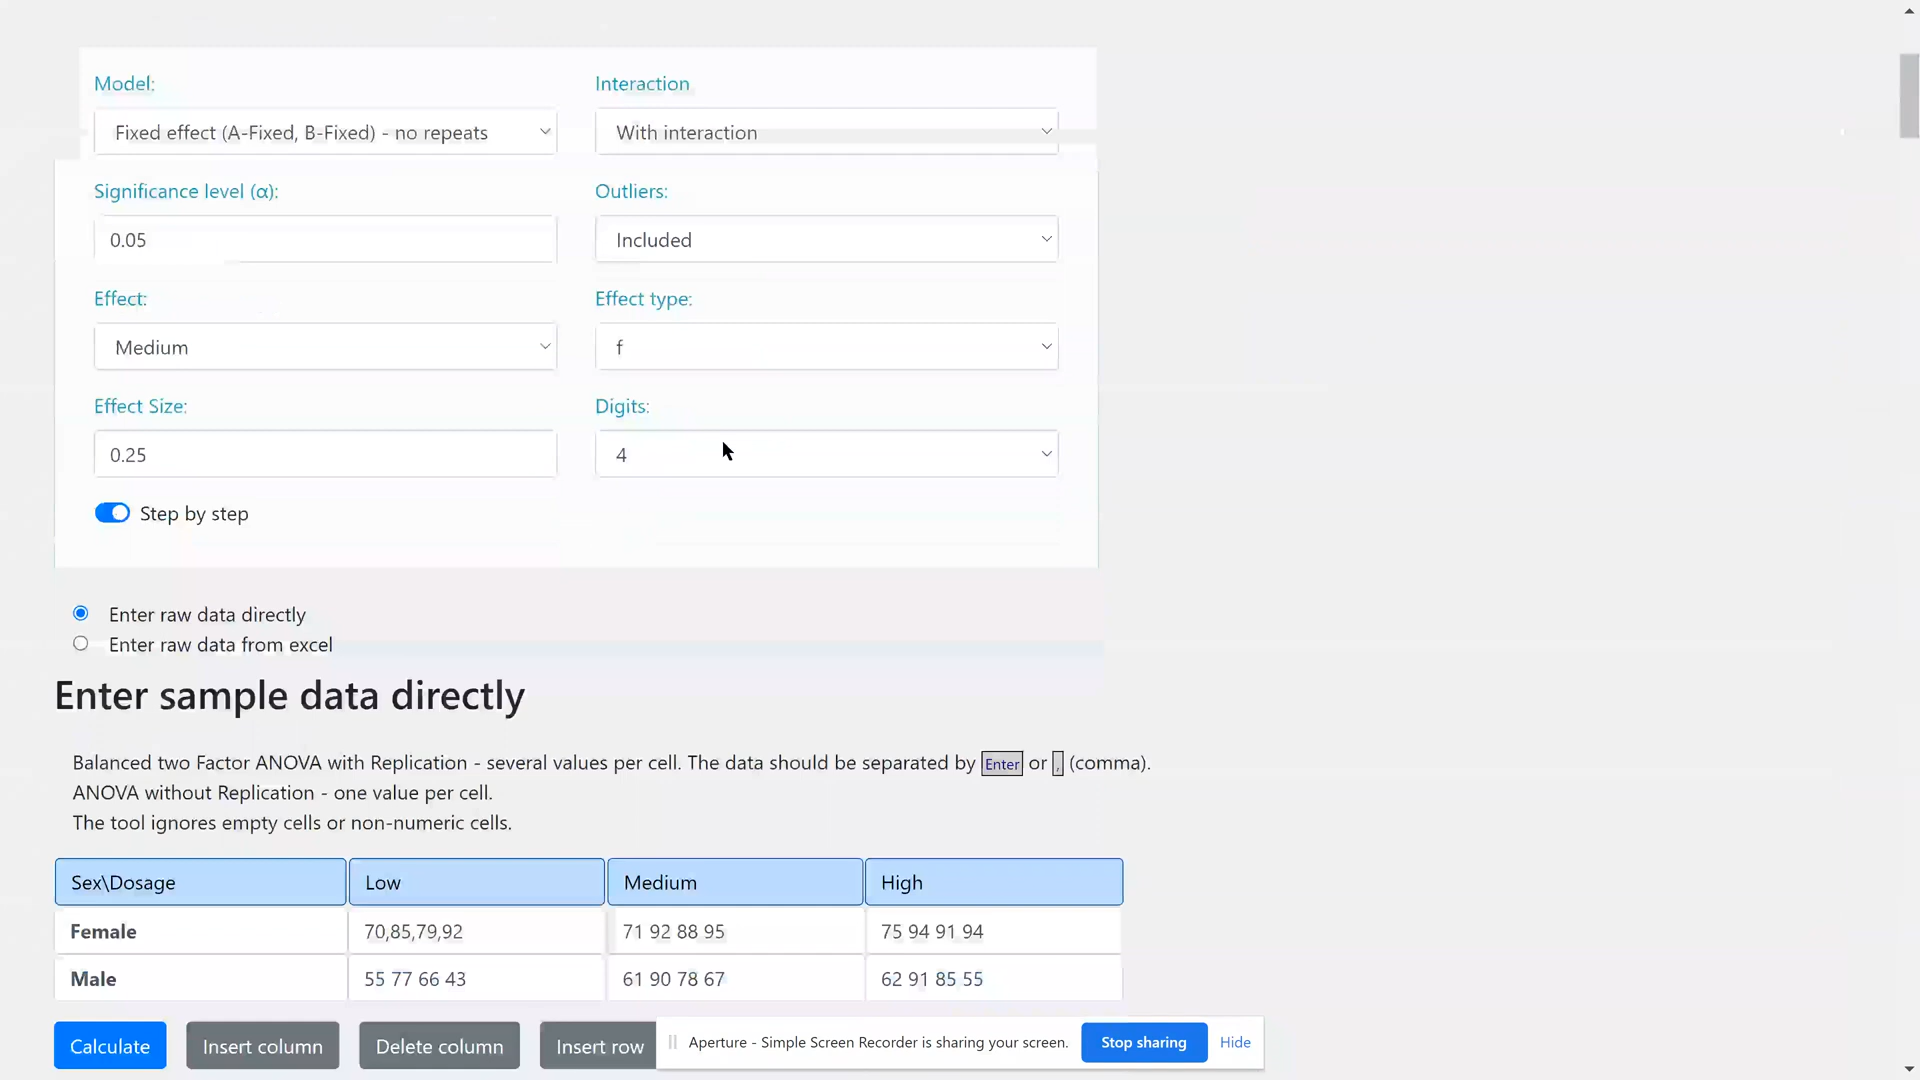 Model: Interaction
Fixed effect (A-Fixed, B-Fixed) - no repeats With interaction
Significance level (α): Outliers:
0.05 Included
Effect: Effect type:
Medium f
Effect Size: Digits:
0.25 4
Step by step
Enter raw data directly
Enter raw data from excel
Enter sample data directly
Balanced two Factor ANOVA with Replication - several values per cell. The data should be separated by Enter or , (comma).
ANOVA without Replication - one value per cell.
The tool ignores empty cells or non-numeric cells.
Sex\Dosage Low Medium High
Female 70,85,79,92 71 92 88 95 75 94 91 94
Male 55 77 66 43 61 90 78 67 62 91 85 55
Calculate Insert column Delete column Insert row Aperture - Simple Screen Recorder is sharing your screen. Stop sharing Hide